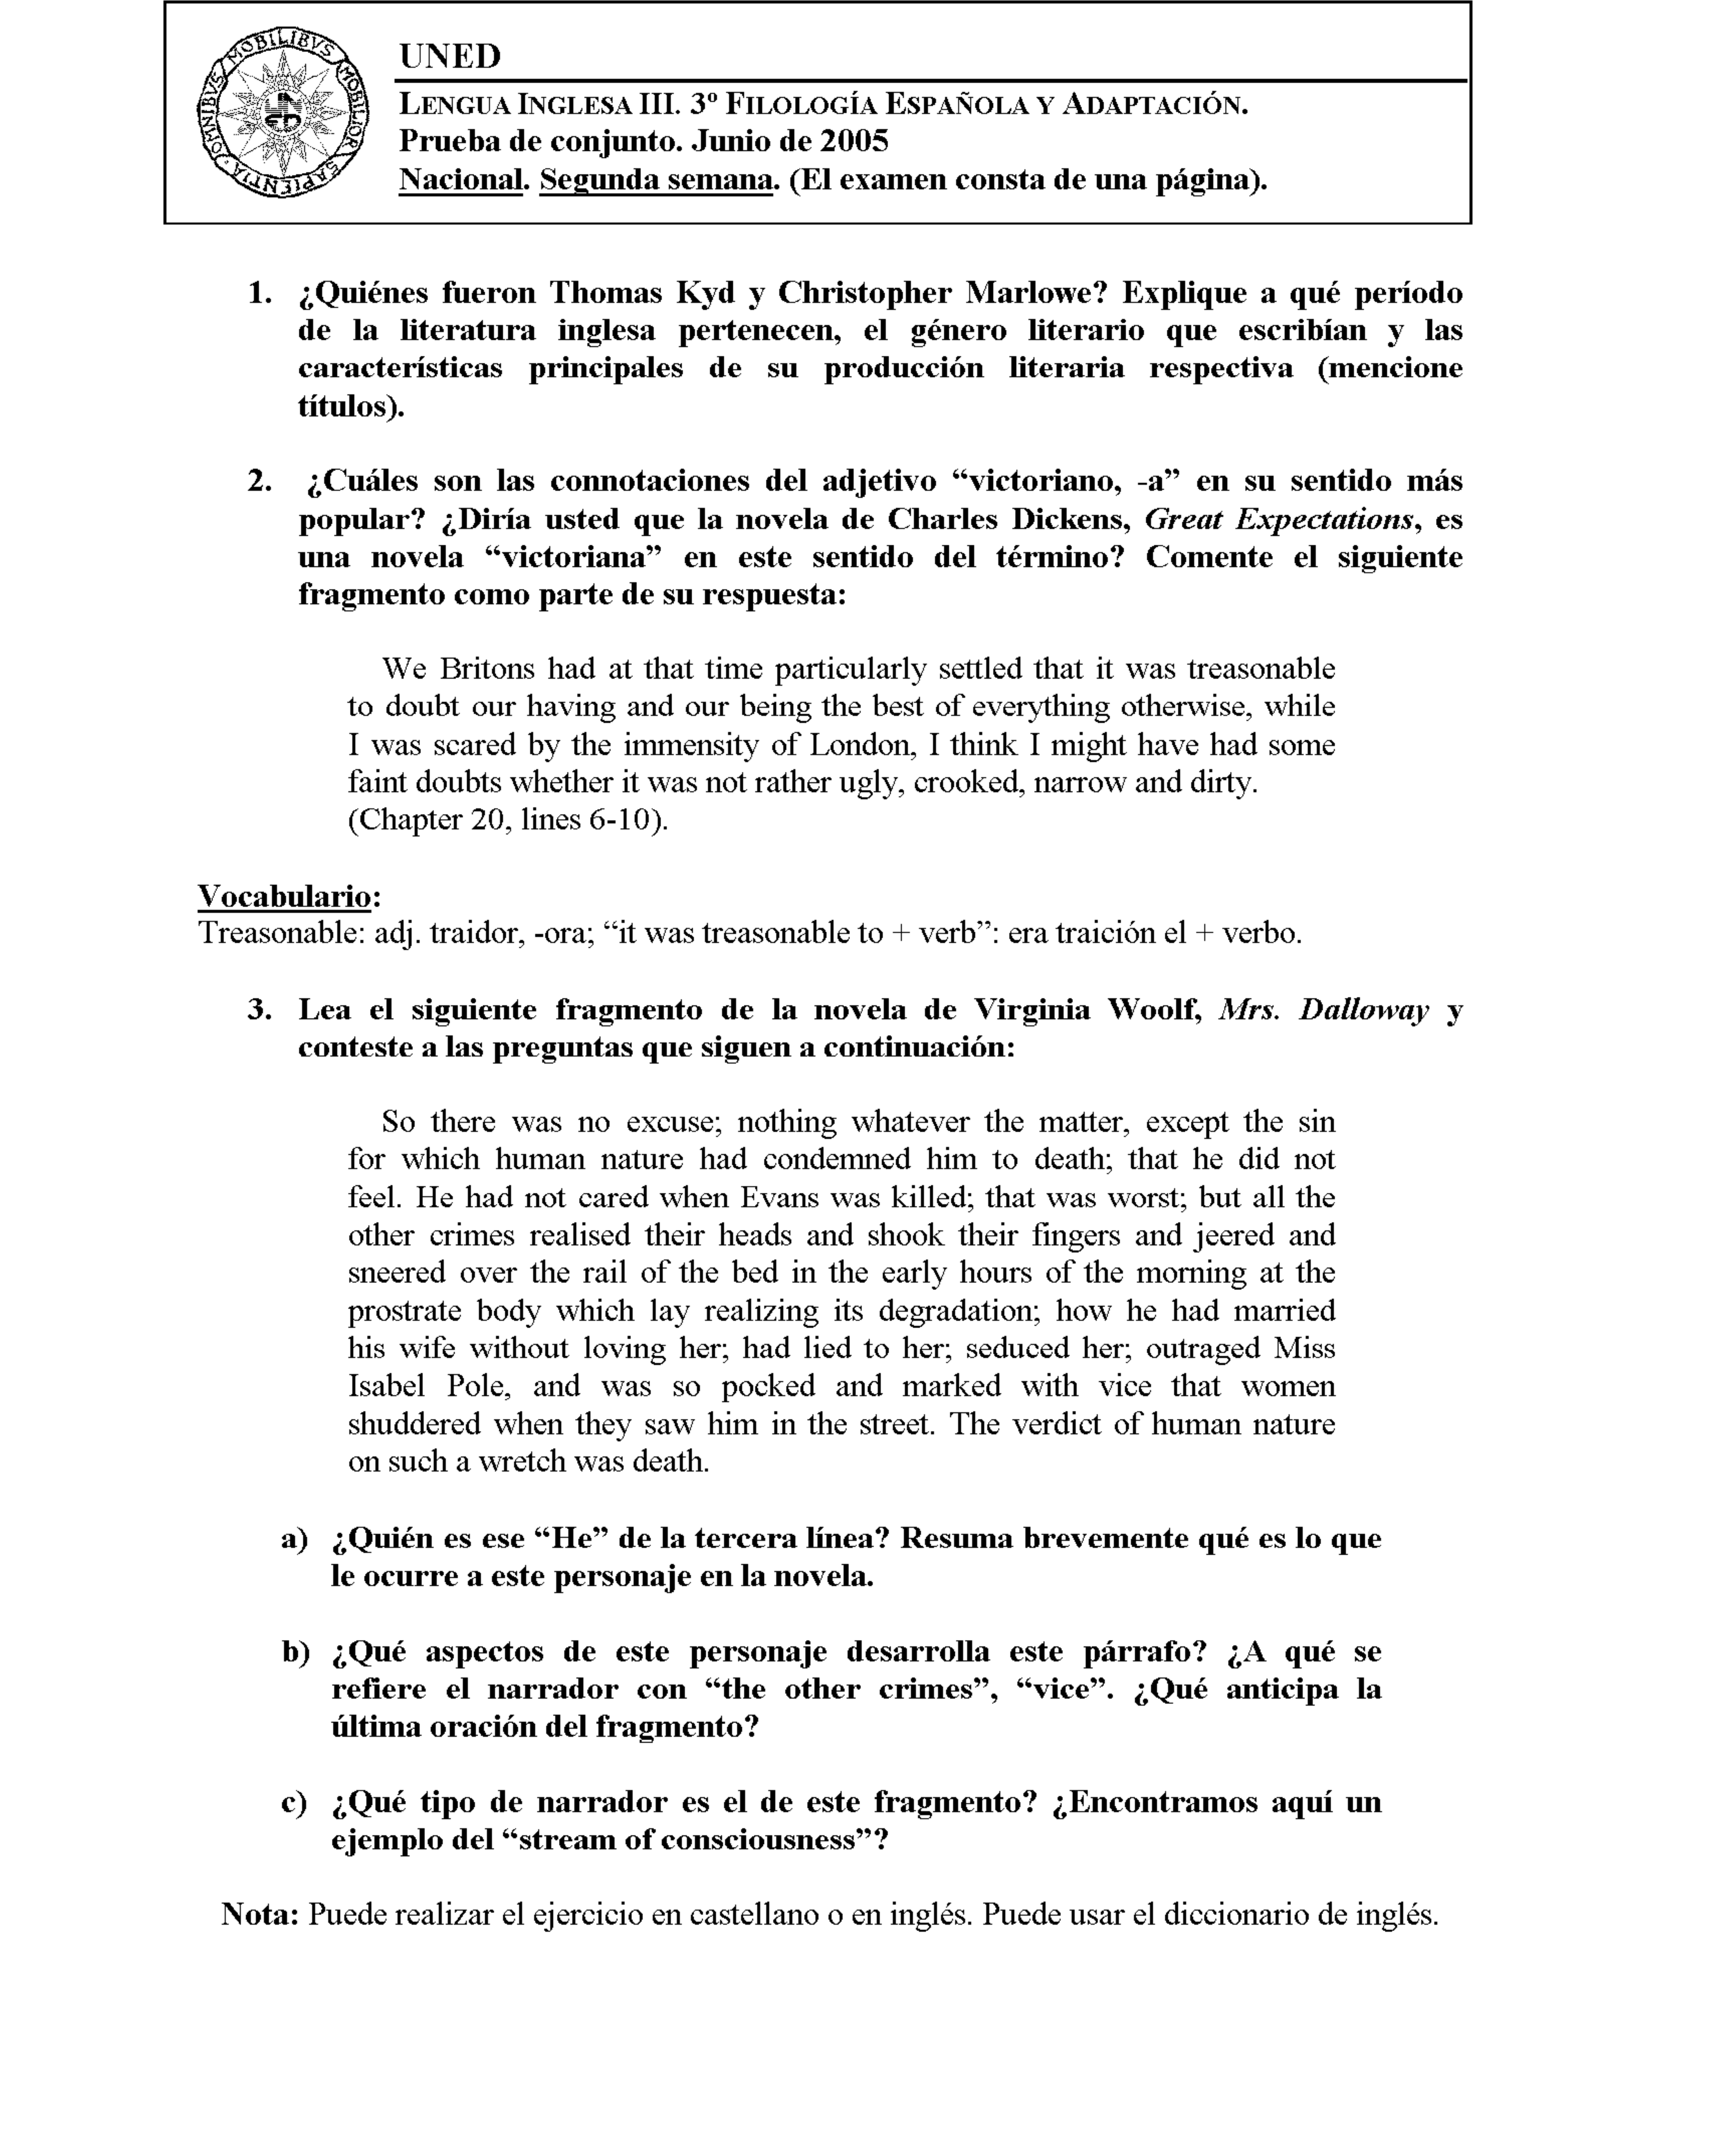 OMNIBVS MOBILIBVS MOBILIOR SAPIENTIA
UNED
UNED
LENGUA INGLESA III. 3º FILOLOGÍA ESPAÑOLA Y ADAPTACIÓN.
Prueba de conjunto. Junio de 2005
Nacional. Segunda semana. (El examen consta de una página).
1. ¿Quiénes fueron Thomas Kyd y Christopher Marlowe? Explique a qué período
de la literatura inglesa pertenecen, el género literario que escribían y las
características principales de su producción literaria respectiva (mencione
títulos).
2. ¿Cuáles son las connotaciones del adjetivo “victoriano, -a” en su sentido más
popular? ¿Diría usted que la novela de Charles Dickens, Great Expectations, es
una novela “victoriana” en este sentido del término? Comente el siguiente
fragmento como parte de su respuesta:
We Britons had at that time particularly settled that it was treasonable
to doubt our having and our being the best of everything otherwise, while
I was scared by the immensity of London, I think I might have had some
faint doubts whether it was not rather ugly, crooked, narrow and dirty.
(Chapter 20, lines 6-10).
Vocabulario:
Treasonable: adj. traidor, -ora; “it was treasonable to + verb”: era traición el + verbo.
3. Lea el siguiente fragmento de la novela de Virginia Woolf, Mrs. Dalloway y
conteste a las preguntas que siguen a continuación:
So there was no excuse; nothing whatever the matter, except the sin
for which human nature had condemned him to death; that he did not
feel. He had not cared when Evans was killed; that was worst; but all the
other crimes realised their heads and shook their fingers and jeered and
sneered over the rail of the bed in the early hours of the morning at the
prostrate body which lay realizing its degradation; how he had married
his wife without loving her; had lied to her; seduced her; outraged Miss
Isabel Pole, and was so pocked and marked with vice that women
shuddered when they saw him in the street. The verdict of human nature
on such a wretch was death.
a) ¿Quién es ese “He” de la tercera línea? Resuma brevemente qué es lo que
le ocurre a este personaje en la novela.
b) ¿Qué aspectos de este personaje desarrolla este párrafo? ¿A qué se
refiere el narrador con “the other crimes”, “vice”. ¿Qué anticipa la
última oración del fragmento?
c) ¿Qué tipo de narrador es el de este fragmento? ¿Encontramos aquí un
ejemplo del “stream of consciousness”?
Nota: Puede realizar el ejercicio en castellano o en inglés. Puede usar el diccionario de inglés.